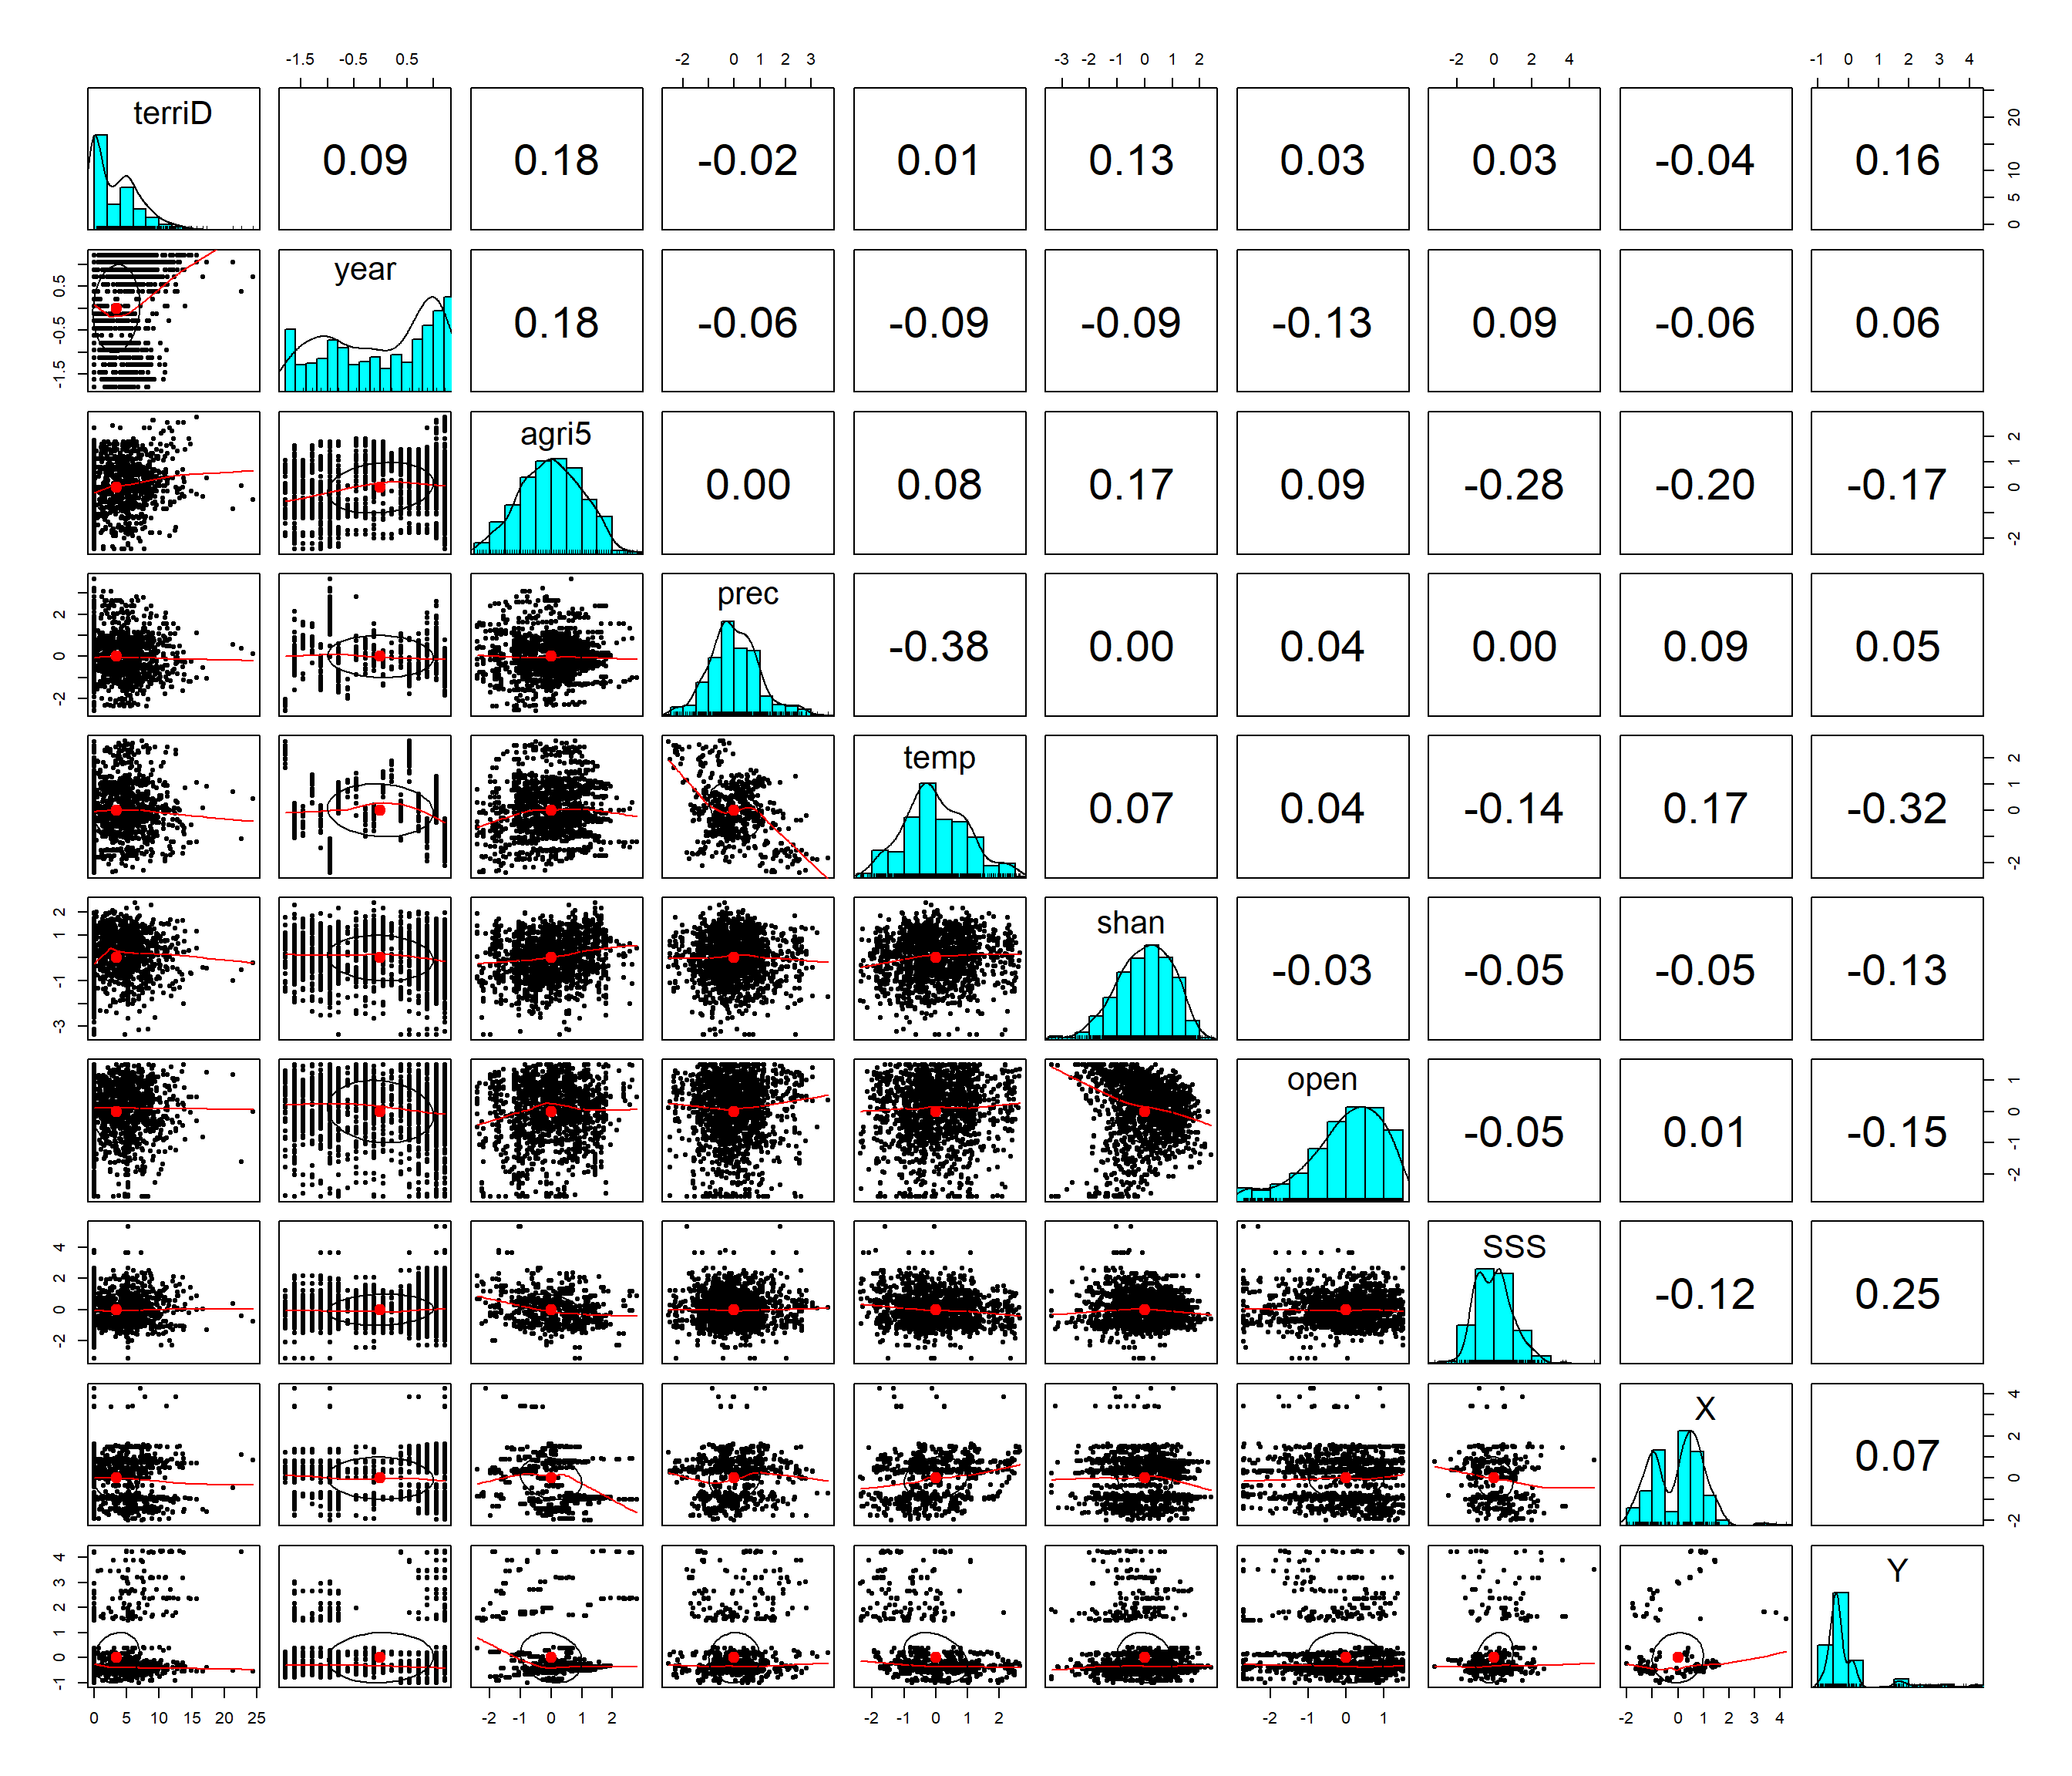 -1.5 -0.5 0.5 -2 0 1 2 3 -3 -2 -1 0 1 2 -2 0 2 4 -1 0 1 2 3 4
terriD 0.09 0.18 -0.02 0.01 0.13 0.03 0.03 -0.04 0.16 0 5 10 20
-1.5 -0.5 0.5 year 0.18 -0.06 -0.09 -0.09 -0.13 0.09 -0.06 0.06
agri5 0.00 0.08 0.17 0.09 -0.28 -0.20 -0.17 -2 0 1 2
-2 0 2 prec -0.38 0.00 0.04 0.00 0.09 0.05
temp 0.07 0.04 -0.14 0.17 -0.32 -2 0 1 2
-3 -1 1 2 shan -0.03 -0.05 -0.05 -0.13
open -0.05 0.01 -0.15 -2 -1 0 1
-2 0 2 4 SSS -0.12 0.25
X 0.07 -2 0 2 4
-1 0 1 2 3 4 Y
0 5 10 15 20 25 -2 -1 0 1 2 -2 -1 0 1 2 -2 0 1 -2 0 1 2 3 4